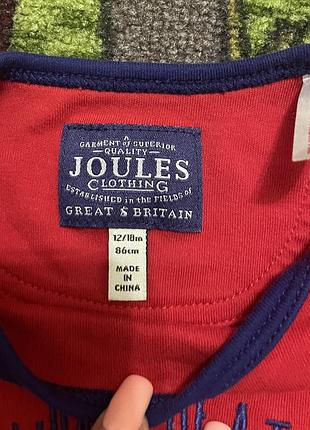 A
GARMENT OF SUPERIOR
QUALITY
JOULES
CLOTHING
ESTABLISHED in the FIELDS OF
GREAT & BRITAIN
12/18m
86cm
MADE
IN
CHINA